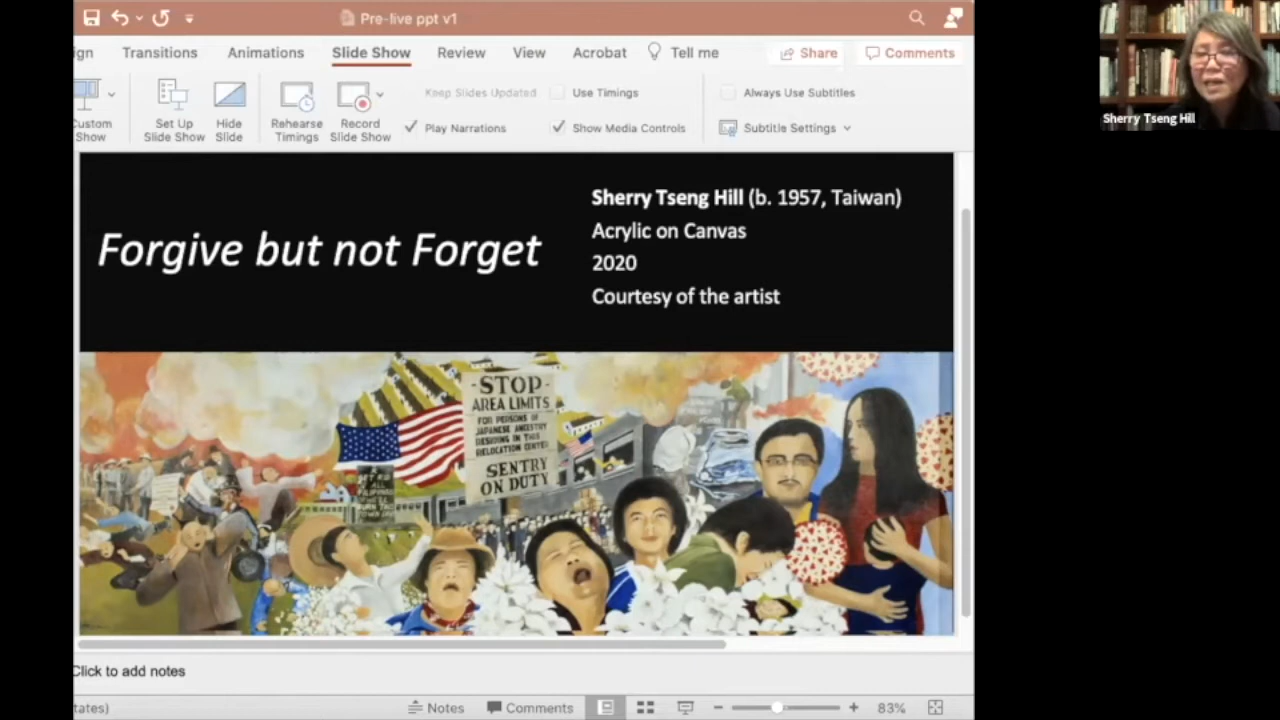 Pre-live ppt v1
ign Transitions Animations Slide Show Review View Acrobat Tell me Share Comments
Custom Show
Set Up Slide Show
Hide Slide
Rehearse Timings
Record Slide Show
Keep Slides Updated
Use Timings
Play Narrations
Show Media Controls
Always Use Subtitles
Subtitle Settings
Sherry Tseng Hill
Forgive but not Forget
Sherry Tseng Hill (b. 1957, Taiwan)
Acrylic on Canvas
2020
Courtesy of the artist
-STOP-
AREA LIMITS
FOR PERSONS OF
JAPANESE ANCESTRY
RESIDING IN THIS
RELOCATION CENTER
SENTRY
ON DUTY
Click to add notes
tates) Notes Comments 83%